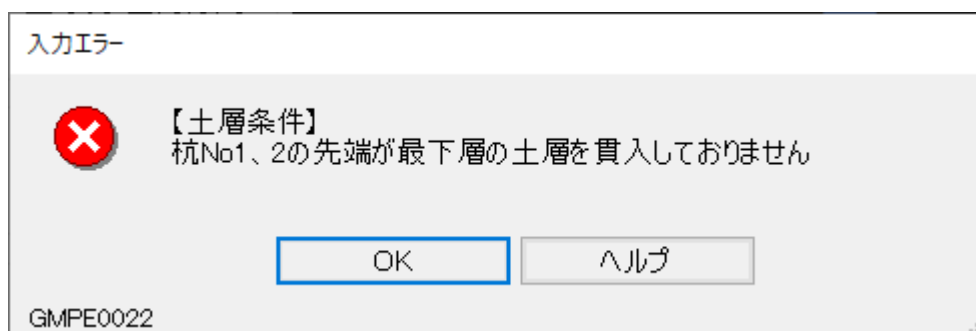 入力エラー
【土層条件】
杭No1、2の先端が最下層の土層を貫入しておりません
OK
ヘルプ
GMPE0022